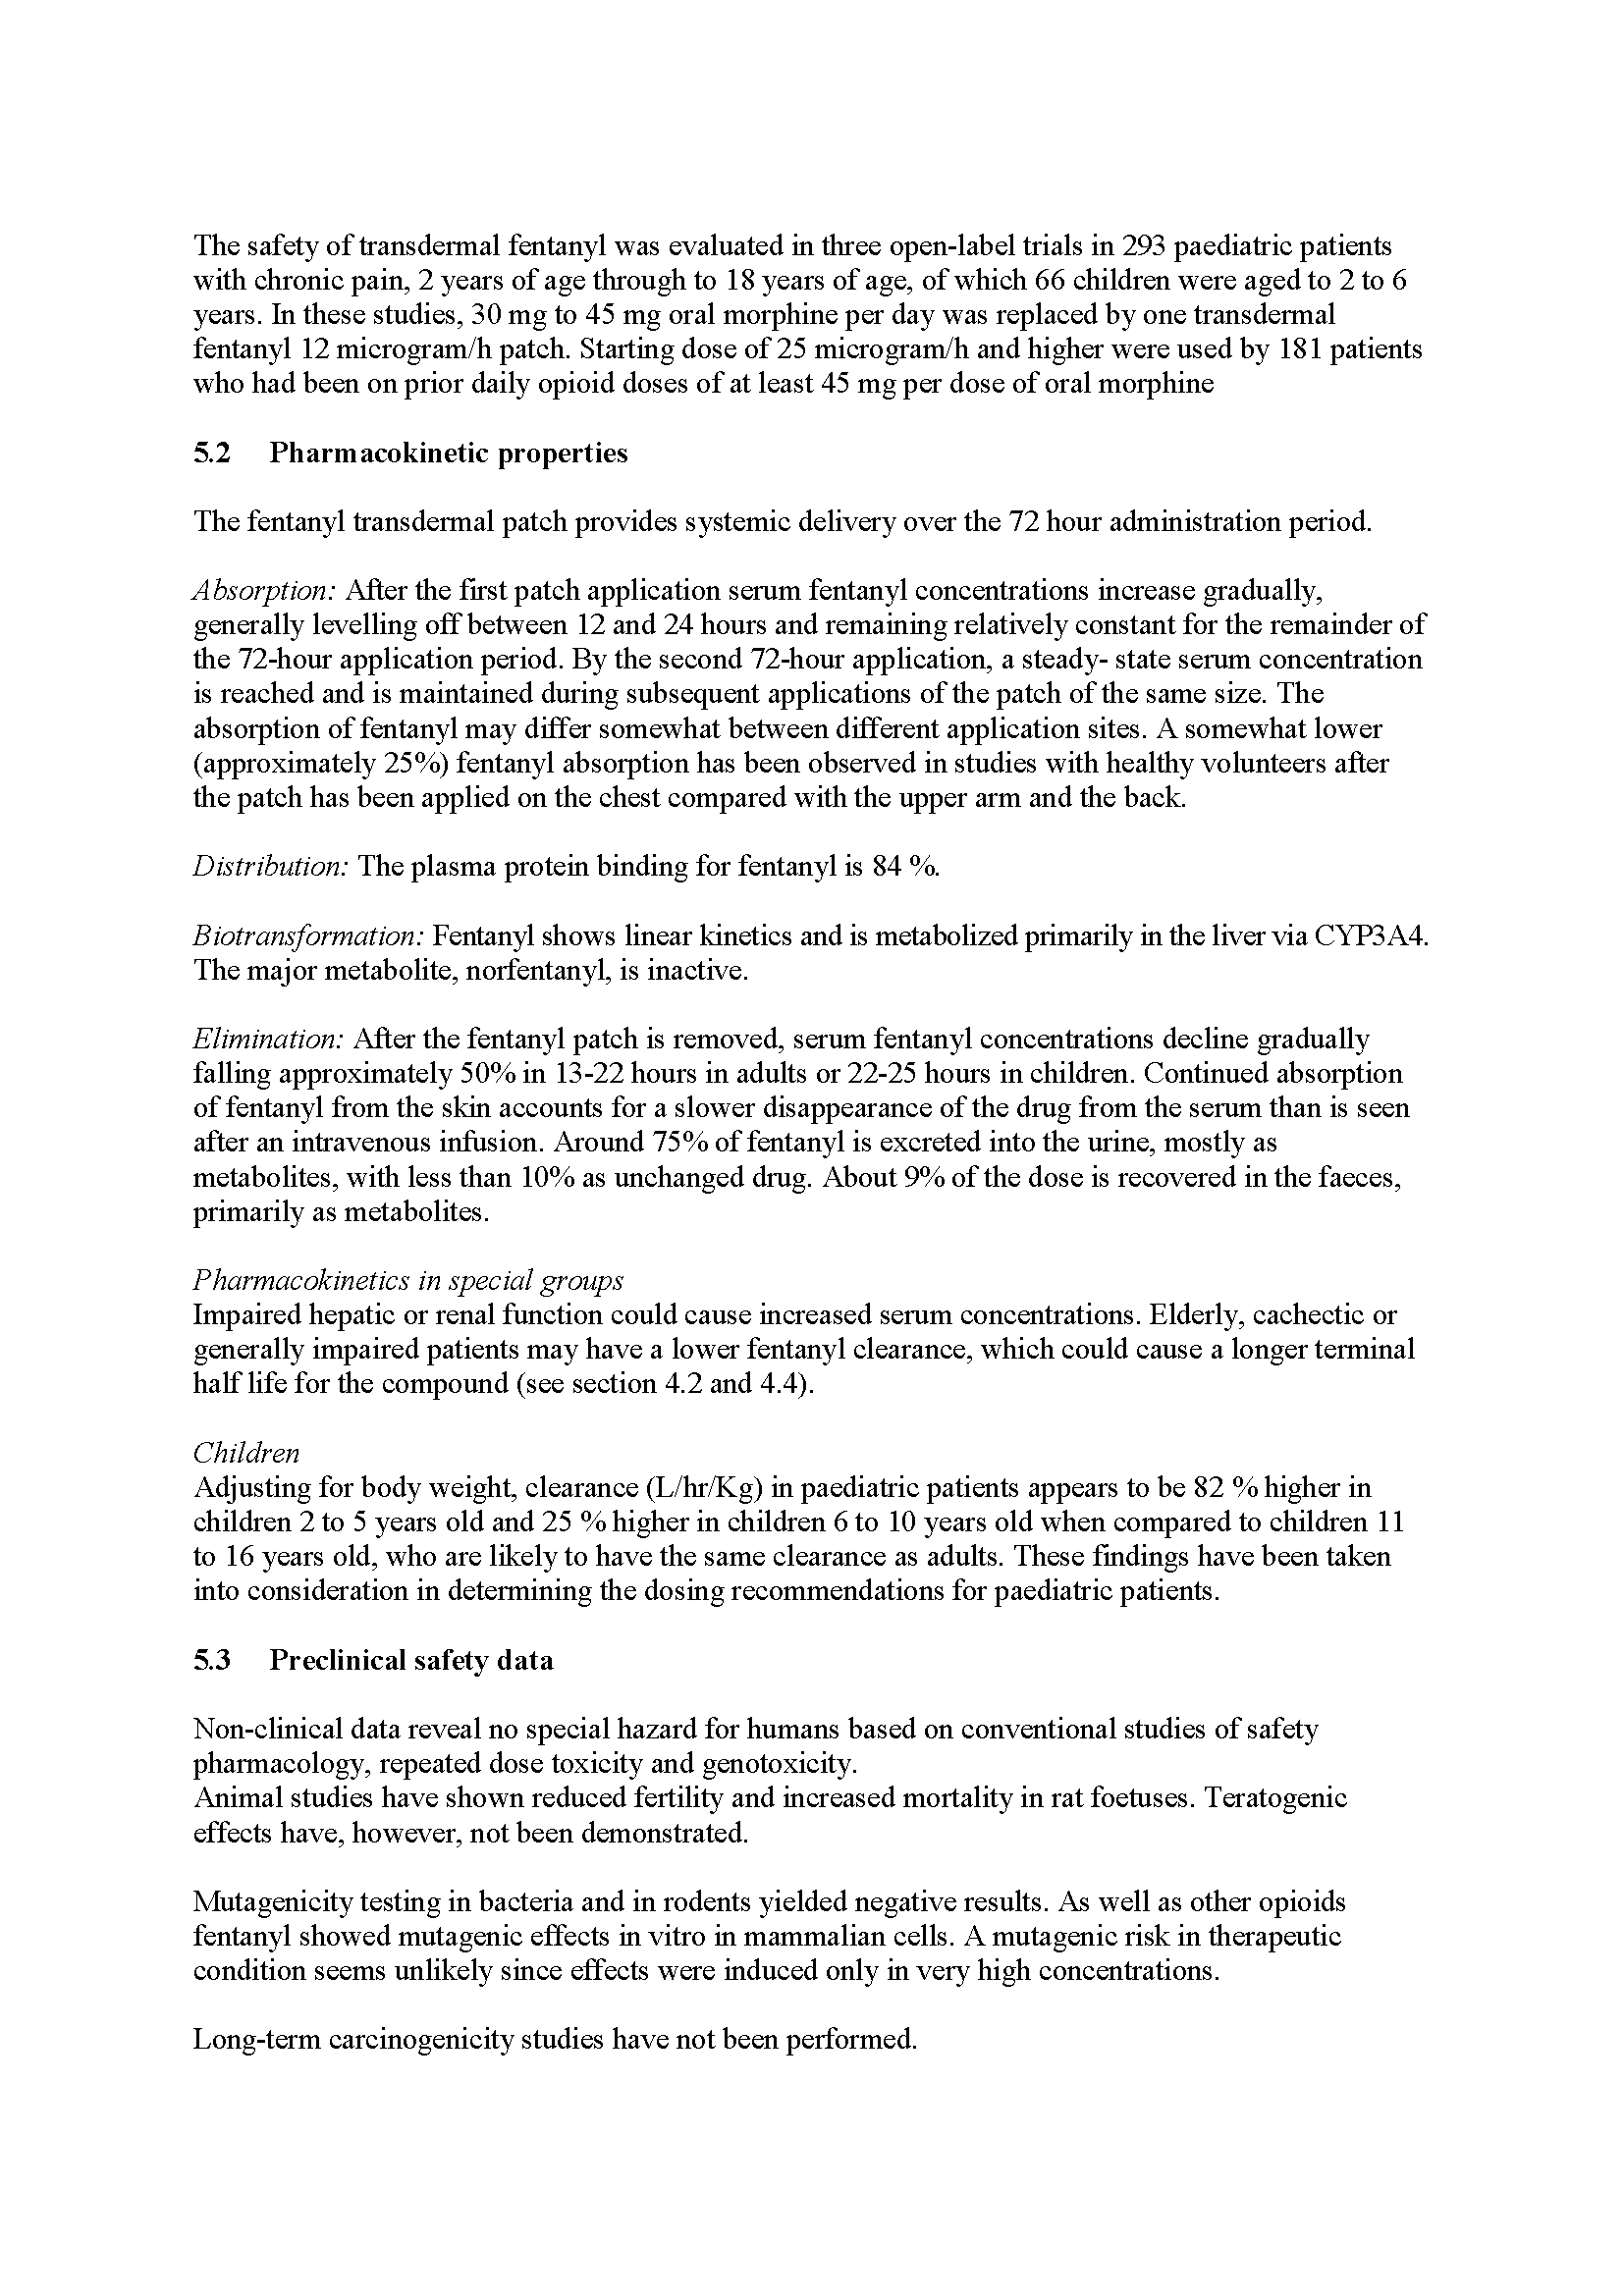 The safety of transdermal fentanyl was evaluated in three open-label trials in 293 paediatric patients
with chronic pain, 2 years of age through to 18 years of age, of which 66 children were aged to 2 to 6
years. In these studies, 30 mg to 45 mg oral morphine per day was replaced by one transdermal
fentanyl 12 microgram/h patch. Starting dose of 25 microgram/h and higher were used by 181 patients
who had been on prior daily opioid doses of at least 45 mg per dose of oral morphine
5.2 Pharmacokinetic properties
The fentanyl transdermal patch provides systemic delivery over the 72 hour administration period.
Absorption: After the first patch application serum fentanyl concentrations increase gradually,
generally levelling off between 12 and 24 hours and remaining relatively constant for the remainder of
the 72-hour application period. By the second 72-hour application, a steady- state serum concentration
is reached and is maintained during subsequent applications of the patch of the same size. The
absorption of fentanyl may differ somewhat between different application sites. A somewhat lower
(approximately 25%) fentanyl absorption has been observed in studies with healthy volunteers after
the patch has been applied on the chest compared with the upper arm and the back.
Distribution: The plasma protein binding for fentanyl is 84 %.
Biotransformation: Fentanyl shows linear kinetics and is metabolized primarily in the liver via CYP3A4.
The major metabolite, norfentanyl, is inactive.
Elimination: After the fentanyl patch is removed, serum fentanyl concentrations decline gradually
falling approximately 50% in 13-22 hours in adults or 22-25 hours in children. Continued absorption
of fentanyl from the skin accounts for a slower disappearance of the drug from the serum than is seen
after an intravenous infusion. Around 75% of fentanyl is excreted into the urine, mostly as
metabolites, with less than 10% as unchanged drug. About 9% of the dose is recovered in the faeces,
primarily as metabolites.
Pharmacokinetics in special groups
Impaired hepatic or renal function could cause increased serum concentrations. Elderly, cachectic or
generally impaired patients may have a lower fentanyl clearance, which could cause a longer terminal
half life for the compound (see section 4.2 and 4.4).
Children
Adjusting for body weight, clearance (L/hr/Kg) in paediatric patients appears to be 82 % higher in
children 2 to 5 years old and 25 % higher in children 6 to 10 years old when compared to children 11
to 16 years old, who are likely to have the same clearance as adults. These findings have been taken
into consideration in determining the dosing recommendations for paediatric patients.
5.3 Preclinical safety data
Non-clinical data reveal no special hazard for humans based on conventional studies of safety
pharmacology, repeated dose toxicity and genotoxicity.
Animal studies have shown reduced fertility and increased mortality in rat foetuses. Teratogenic
effects have, however, not been demonstrated.
Mutagenicity testing in bacteria and in rodents yielded negative results. As well as other opioids
fentanyl showed mutagenic effects in vitro in mammalian cells. A mutagenic risk in therapeutic
condition seems unlikely since effects were induced only in very high concentrations.
Long-term carcinogenicity studies have not been performed.